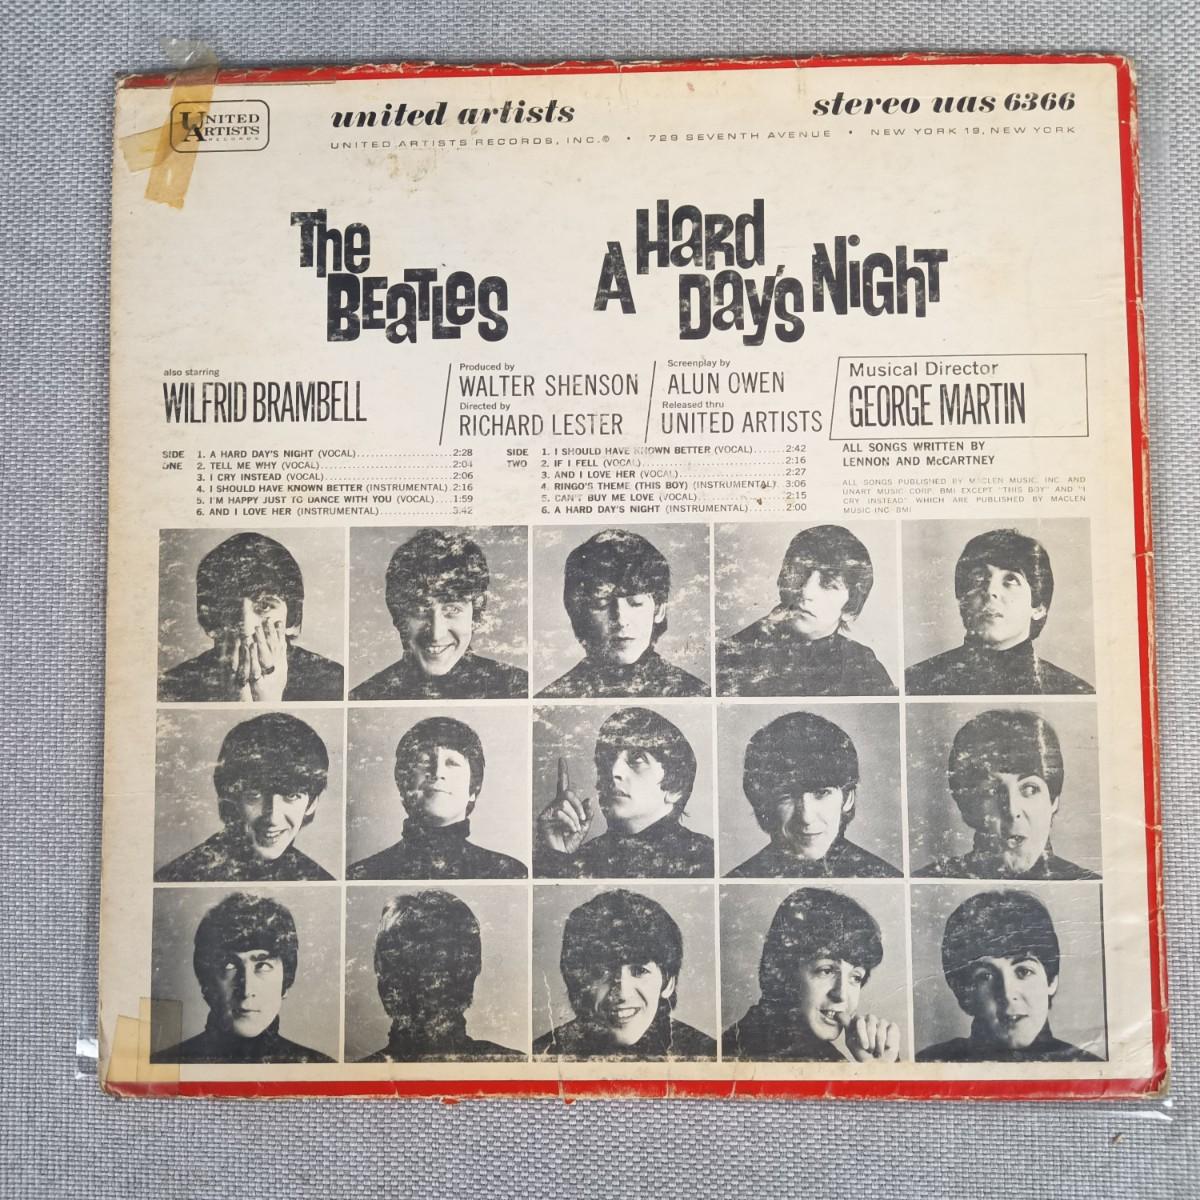 UNITED ARTISTS RECORDS
united artists
stereo uas 6366
UNITED ARTISTS RECORDS, INC.® • 729 SEVENTH AVENUE • NEW YORK 19, NEW YORK
The BEATLES
A HARD DAY'S NIGHT
also starring
WILFRID BRAMBELL
Produced by
WALTER SHENSON
Directed by
RICHARD LESTER
Screenplay by
ALUN OWEN
Released thru
UNITED ARTISTS
Musical Director
GEORGE MARTIN
SIDE ONE
1. A HARD DAY'S NIGHT (VOCAL)....2:28
2. TELL ME WHY (VOCAL)....2:04
3. I CRY INSTEAD (VOCAL)....2:06
4. I SHOULD HAVE KNOWN BETTER (INSTRUMENTAL).2:16
5. I'M HAPPY JUST TO DANCE WITH YOU (VOCAL)...1:59
6. AND I LOVE HER (INSTRUMENTAL)....3:42
SIDE TWO
1. I SHOULD HAVE KNOWN BETTER (VOCAL)....2:42
2. IF I FELL (VOCAL)....2:16
3. AND I LOVE HER (VOCAL)....2:27
4. RINGO'S THEME (THIS BOY) (INSTRUMENTAL).3:06
5. CAN'T BUY ME LOVE (VOCAL)....2:15
6. A HARD DAY'S NIGHT (INSTRUMENTAL)....2:00
ALL SONGS WRITTEN BY
LENNON AND McCARTNEY
ALL SONGS PUBLISHED BY MACLEN MUSIC, INC. AND
UNART MUSIC CORP. BMI EXCEPT "THIS BOY" AND "I
CRY INSTEAD" WHICH ARE PUBLISHED BY MACLEN
MUSIC INC. BMI